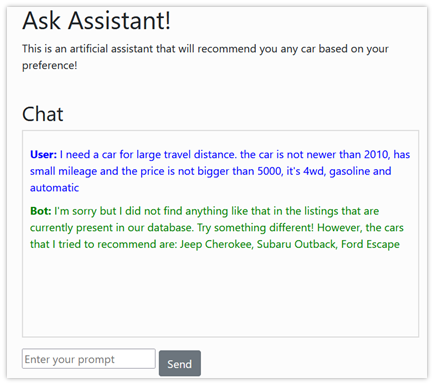 Ask Assistant!
This is an artificial assistant that will recommend you any car based on your
preference!
Chat
User: I need a car for large travel distance. the car is not newer than 2010, has
small mileage and the price is not bigger than 5000, it's 4wd, gasoline and
automatic
Bot: I'm sorry but I did not find anything like that in the listings that are
currently present in our database. Try something different! However, the cars
that I tried to recommend are: Jeep Cherokee, Subaru Outback, Ford Escape
Enter your prompt
Send